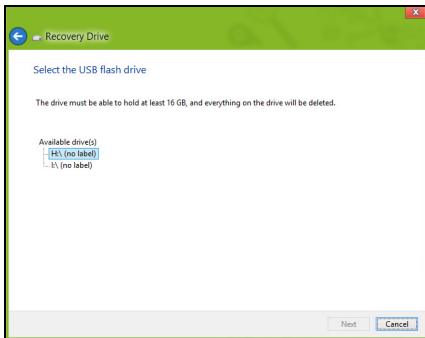 x
Recovery Drive
Select the USB flash drive
The drive must be able to hold at least 16 GB, and everything on the drive will be deleted.
Available drive(s)
H:\ (no label)
I:\ (no label)
Next
Cancel